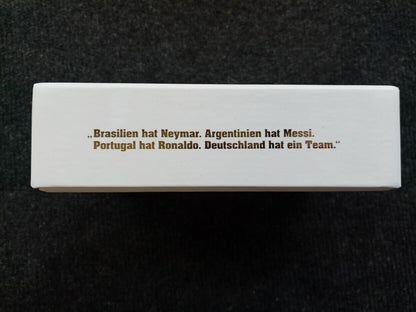 „Brasilien hat Neymar. Argentinien hat Messi.
Portugal hat Ronaldo. Deutschland hat ein Team.”